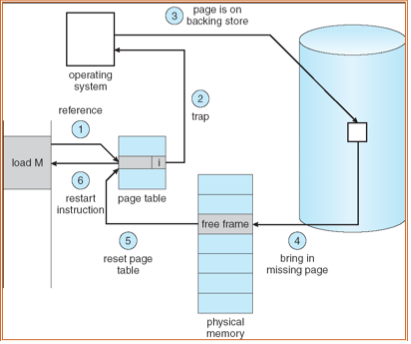 3
page is on
backing store
operating
system
2
trap
reference
1
load M
i
6
restart
instruction
page table
free frame
5
reset page
table
4
bring in
missing page
physical
memory